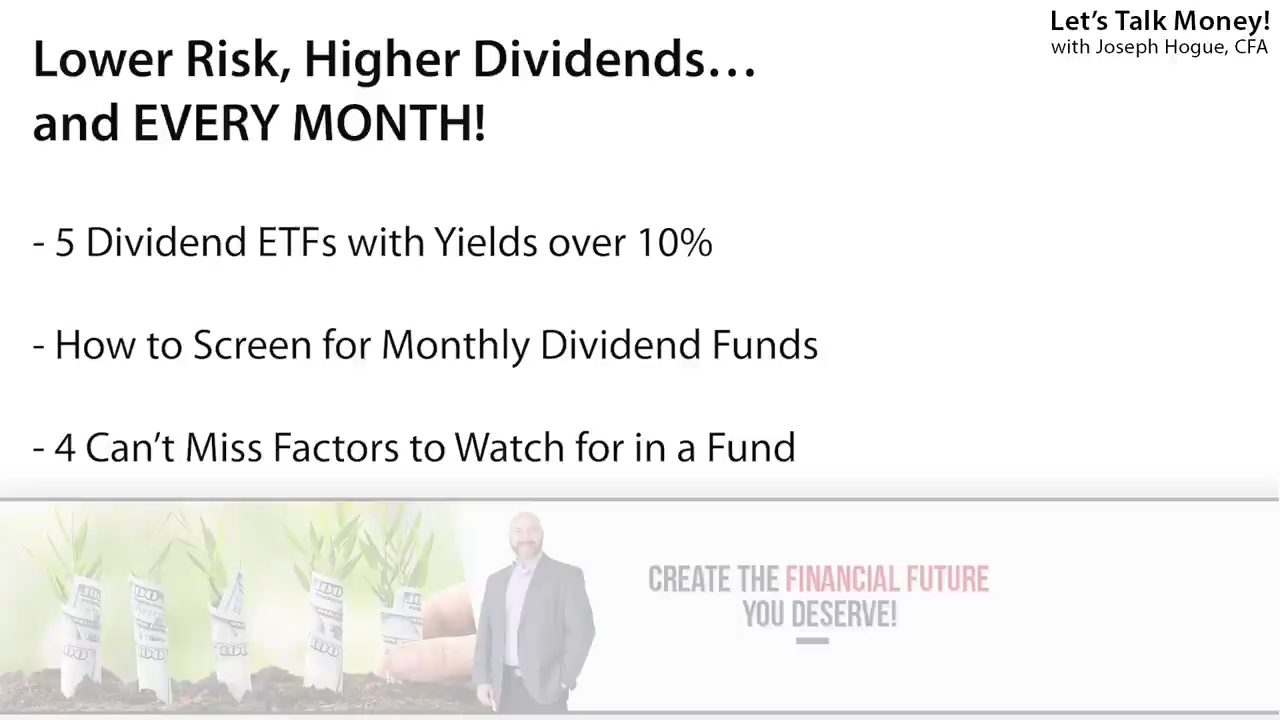 Let's Talk Money!
with Joseph Hogue, CFA
Lower Risk, Higher Dividends...
and EVERY MONTH!
- 5 Dividend ETFs with Yields over 10%
- How to Screen for Monthly Dividend Funds
- 4 Can't Miss Factors to Watch for in a Fund
CREATE THE FINANCIAL FUTURE
YOU DESERVE!